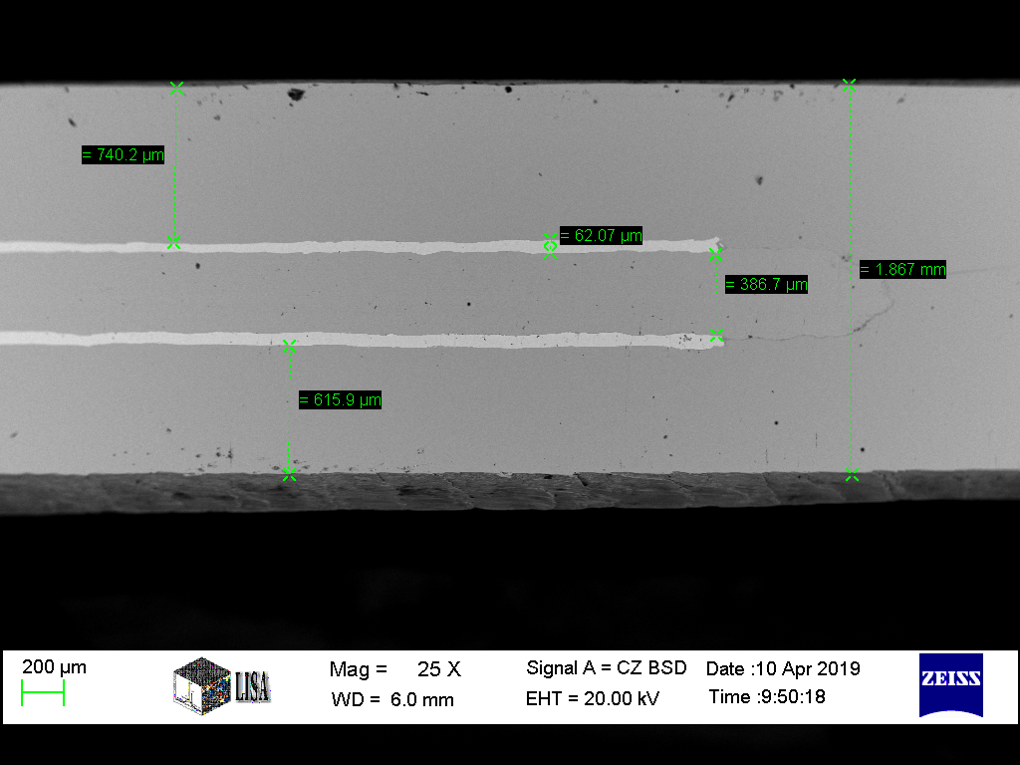 = 740.2 µm
= 62.07 µm
= 1.867 mm
= 386.7 µm
= 615.9 µm
200 µm
LISA
Mag = 25 X
WD = 6.0 mm
Signal A = CZ BSD
EHT = 20.00 kV
Date :10 Apr 2019
Time :9:50:18
ZEISS